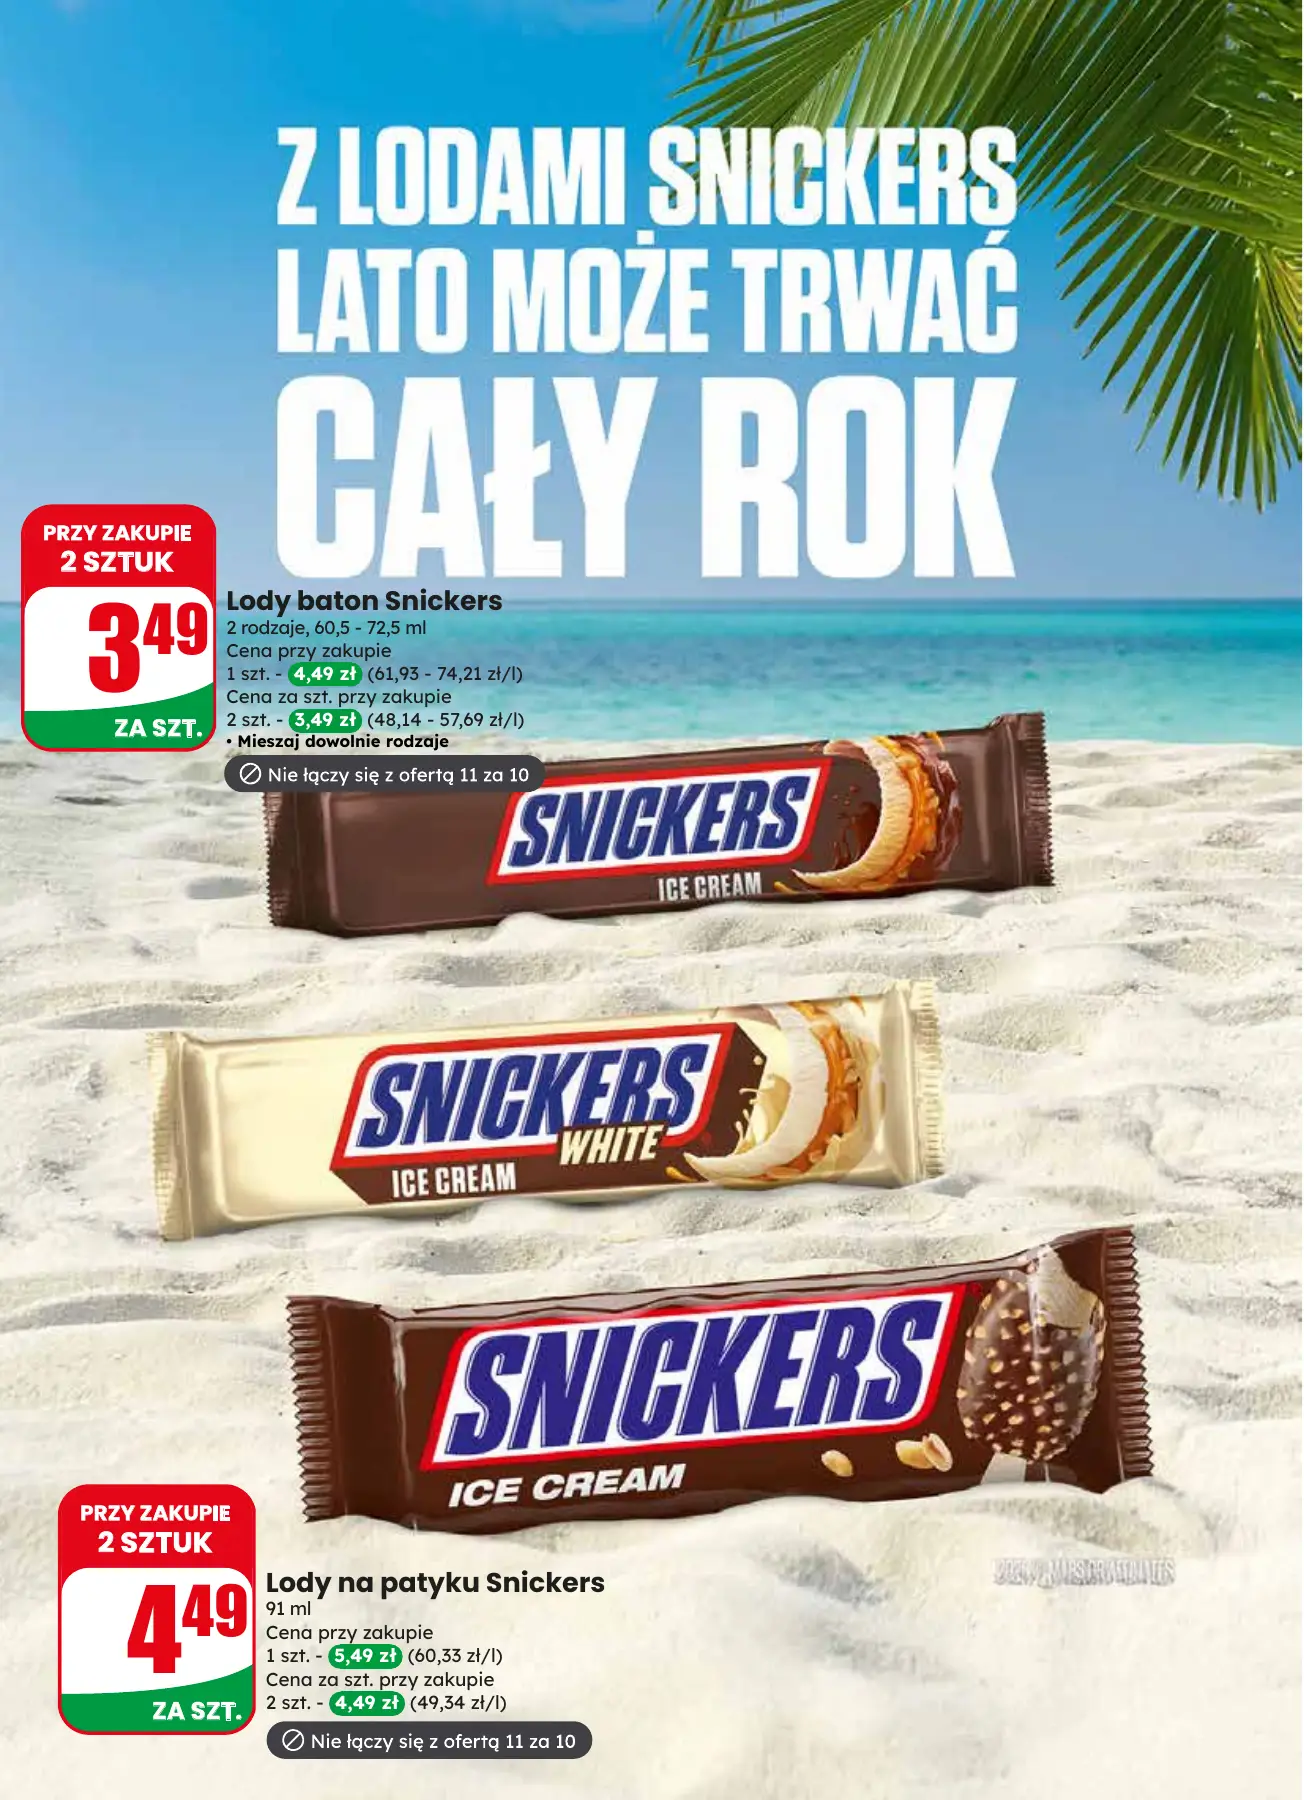 Z LODAMI SNICKERS
LATO MOŻE TRWAĆ
CAŁY ROK
PRZY ZAKUPIE
2 SZTUK
3 49
ZA SZT.
Lody baton Snickers
2 rodzaje, 60,5 - 72,5 ml
Cena przy zakupie
1 szt. - 4,49 zł (61,93 - 74,21 zł/l)
Cena za szt. przy zakupie
2 szt. - 3,49 zł (48,14 - 57,69 zł/l)
• Mieszaj dowolnie rodzaje
Nie łączy się z ofertą 11 za 10
SNICKERS
ICE CREAM
SNICKERS
WHITE
ICE CREAM
SNICKERS
ICE CREAM
PRZY ZAKUPIE
2 SZTUK
4 49
ZA SZT.
Lody na patyku Snickers
91 ml
Cena przy zakupie
1 szt. - 5,49 zł (60,33 zł/l)
Cena za szt. przy zakupie
2 szt. - 4,49 zł (49,34 zł/l)
Nie łączy się z ofertą 11 za 10